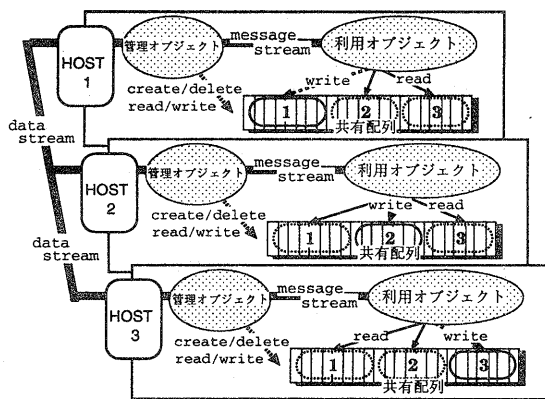 HOST
1
管理オブジェクト
message
stream
利用オブジェクト
create/delete
read/write
write
read
1 2 3
共有配列
data
stream
HOST
2
管理オブジェクト
message
stream
利用オブジェクト
create/delete
read/write
write read
1 2 3
共有配列
data
stream
HOST
3
管理オブジェクト
message
stream
利用オブジェクト
create/delete
read/write
read
write
1 2 3
共有配列